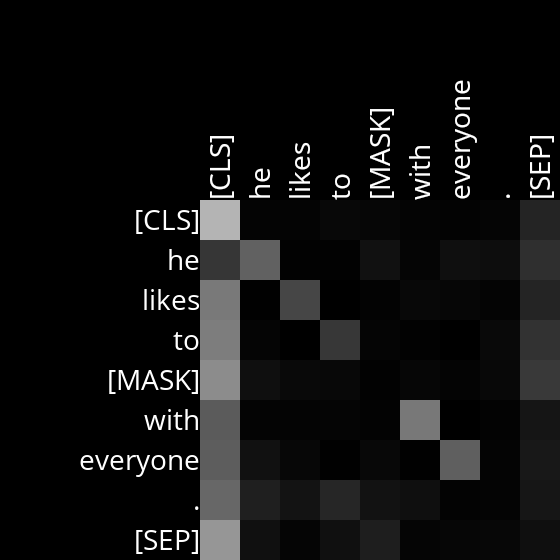 [CLS] he likes to [MASK] with everyone . [SEP]
[CLS]
he
likes
to
[MASK]
with
everyone
.
[SEP]